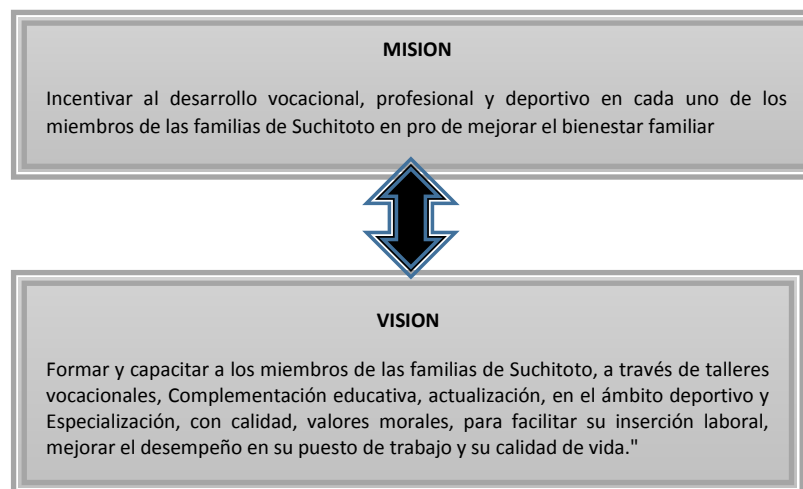 MISION
Incentivar al desarrollo vocacional, profesional y deportivo en cada uno de los
miembros de las familias de Suchitoto en pro de mejorar el bienestar familiar
VISION
Formar y capacitar a los miembros de las familias de Suchitoto, a través de talleres
vocacionales, Complementación educativa, actualización, en el ámbito deportivo y
Especialización, con calidad, valores morales, para facilitar su inserción laboral,
mejorar el desempeño en su puesto de trabajo y su calidad de vida."